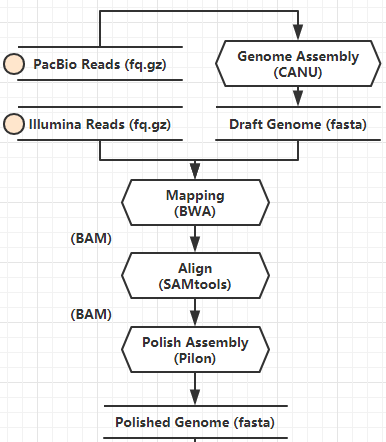 PacBio Reads (fq.gz)
Genome Assembly
(CANU)
Illumina Reads (fq.gz)
Draft Genome (fasta)
Mapping
(BWA)
(BAM)
Align
(SAMtools)
(BAM)
Polish Assembly
(Pilon)
Polished Genome (fasta)